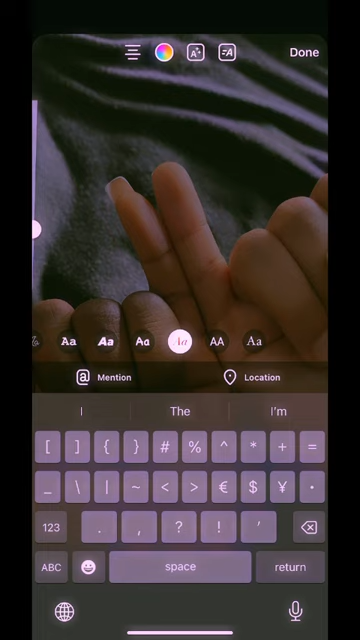 A
=A
Done
Aa
Aa
Aa
Aa
AA
Aa
@ Mention
Location
I
The
I'm
[ ] { } # % ^ * + =
_ \ | ~ < > € $ ¥ •
123 . , ? ! '
ABC space return